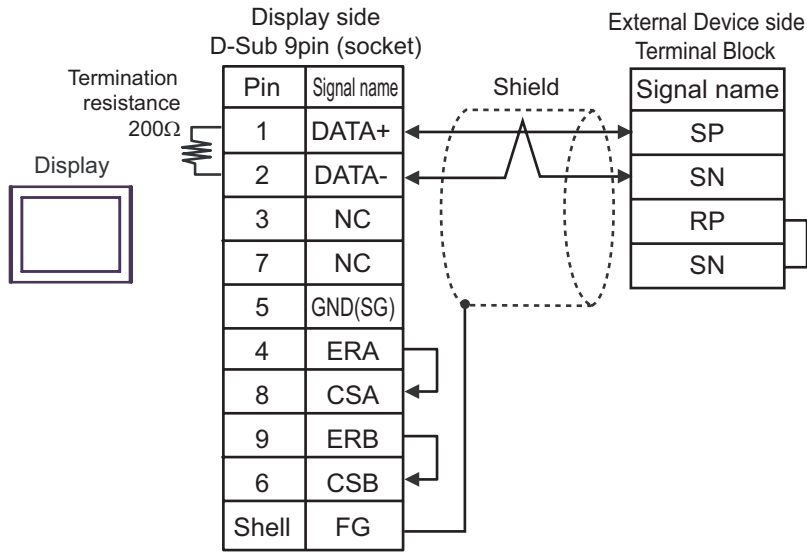 Display side
D-Sub 9pin (socket)
External Device side
Terminal Block
Termination
resistance
200Ω
Display
Shield
Pin Signal name
1 DATA+
2 DATA-
3 NC
7 NC
5 GND(SG)
4 ERA
8 CSA
9 ERB
6 CSB
Shell FG
Signal name
SP
SN
RP
SN